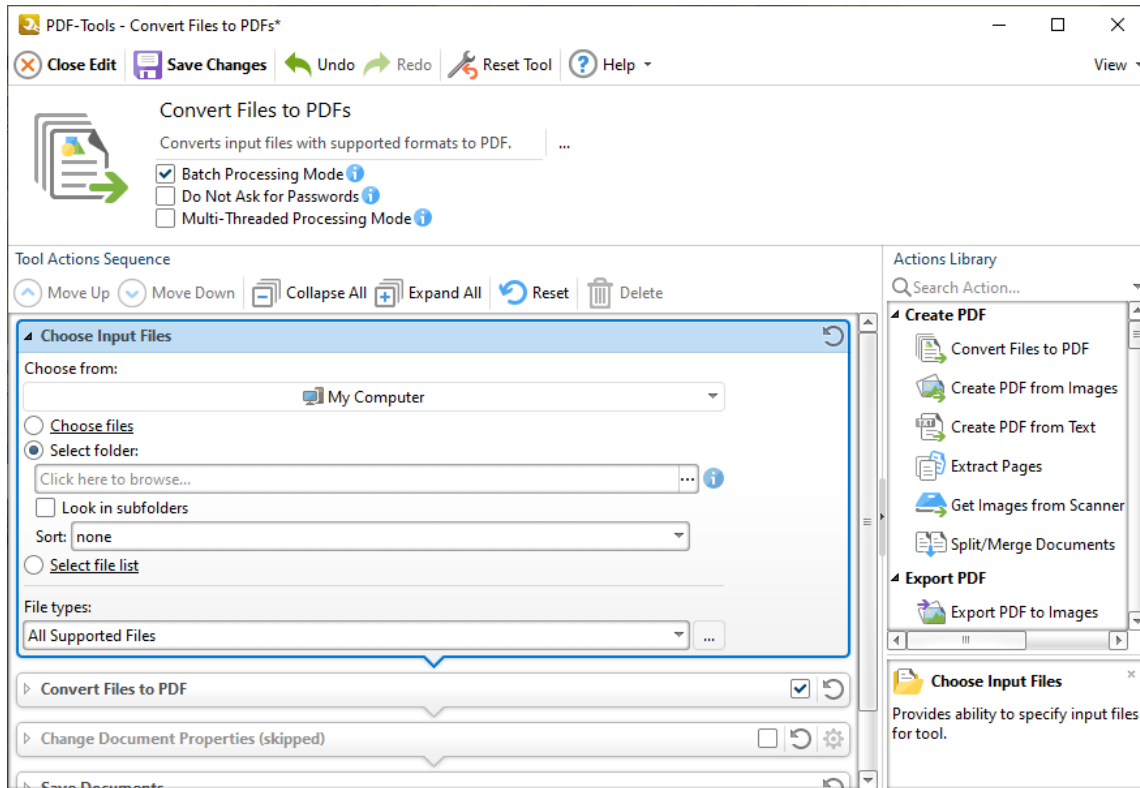 PDF-Tools - Convert Files to PDFs*
Close Edit Save Changes Undo Redo Reset Tool ? Help View
Convert Files to PDFs
Converts input files with supported formats to PDF. ...
Batch Processing Mode i
Do Not Ask for Passwords i
Multi-Threaded Processing Mode i
Tool Actions Sequence
Move Up Move Down Collapse All Expand All Reset Delete
Choose Input Files
Choose from:
My Computer
Choose files
Select folder:
Click here to browse... ... i
Look in subfolders
Sort: none
Select file list
File types:
All Supported Files ...
Convert Files to PDF
Change Document Properties (skipped)
Save Documents
Actions Library
Search Action...
Create PDF
Convert Files to PDF
Create PDF from Images
TXT Create PDF from Text
Extract Pages
Get Images from Scanner
Split/Merge Documents
Export PDF
Export PDF to Images
Choose Input Files
Provides ability to specify input files
for tool.